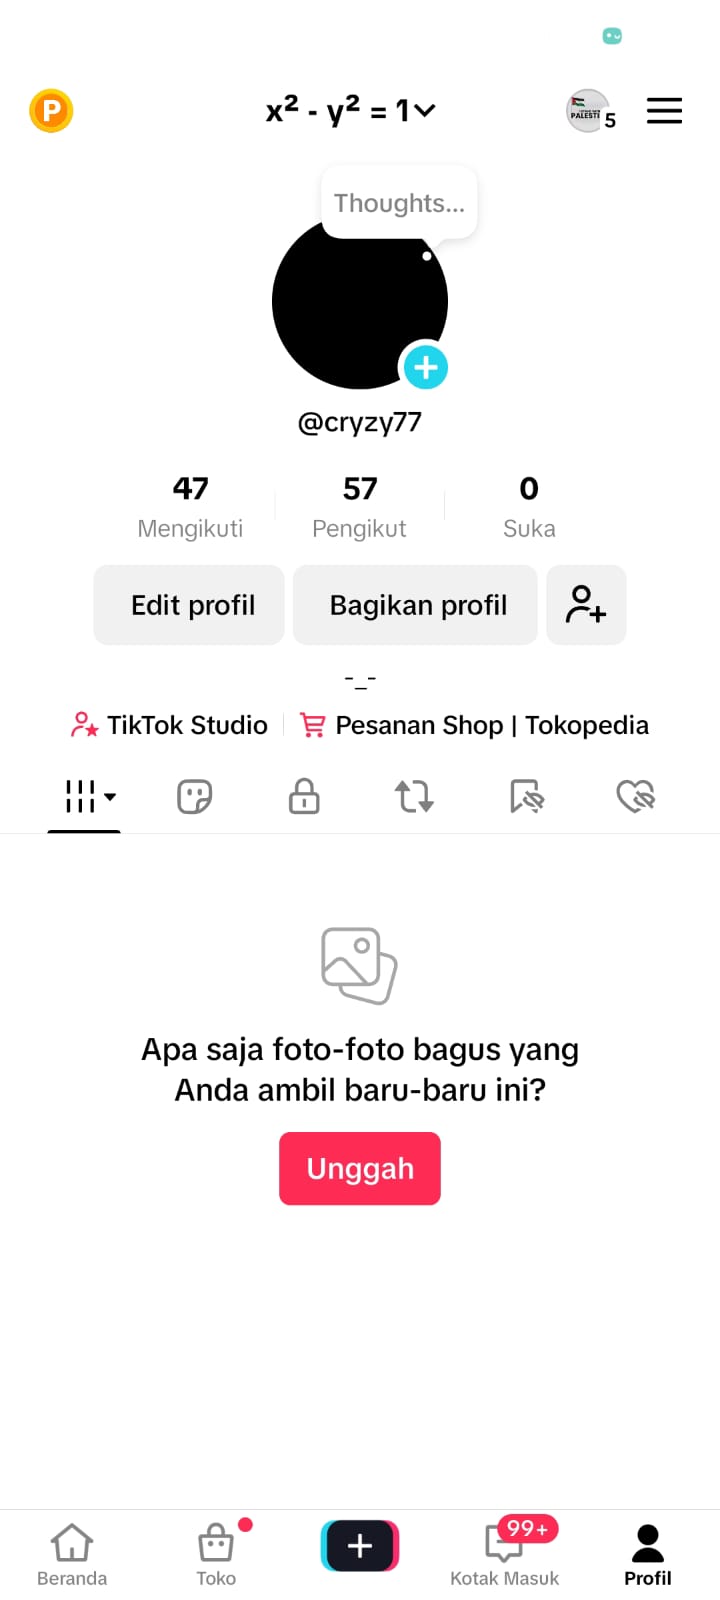 P
x² - y² = 1
PALESTI
5
Thoughts...
@cryzy77
47
57
0
Mengikuti
Pengikut
Suka
Edit profil
Bagikan profil
-_-
TikTok Studio
Pesanan Shop | Tokopedia
Apa saja foto-foto bagus yang
Anda ambil baru-baru ini?
Unggah
99+
Beranda
Toko
Kotak Masuk
Profil